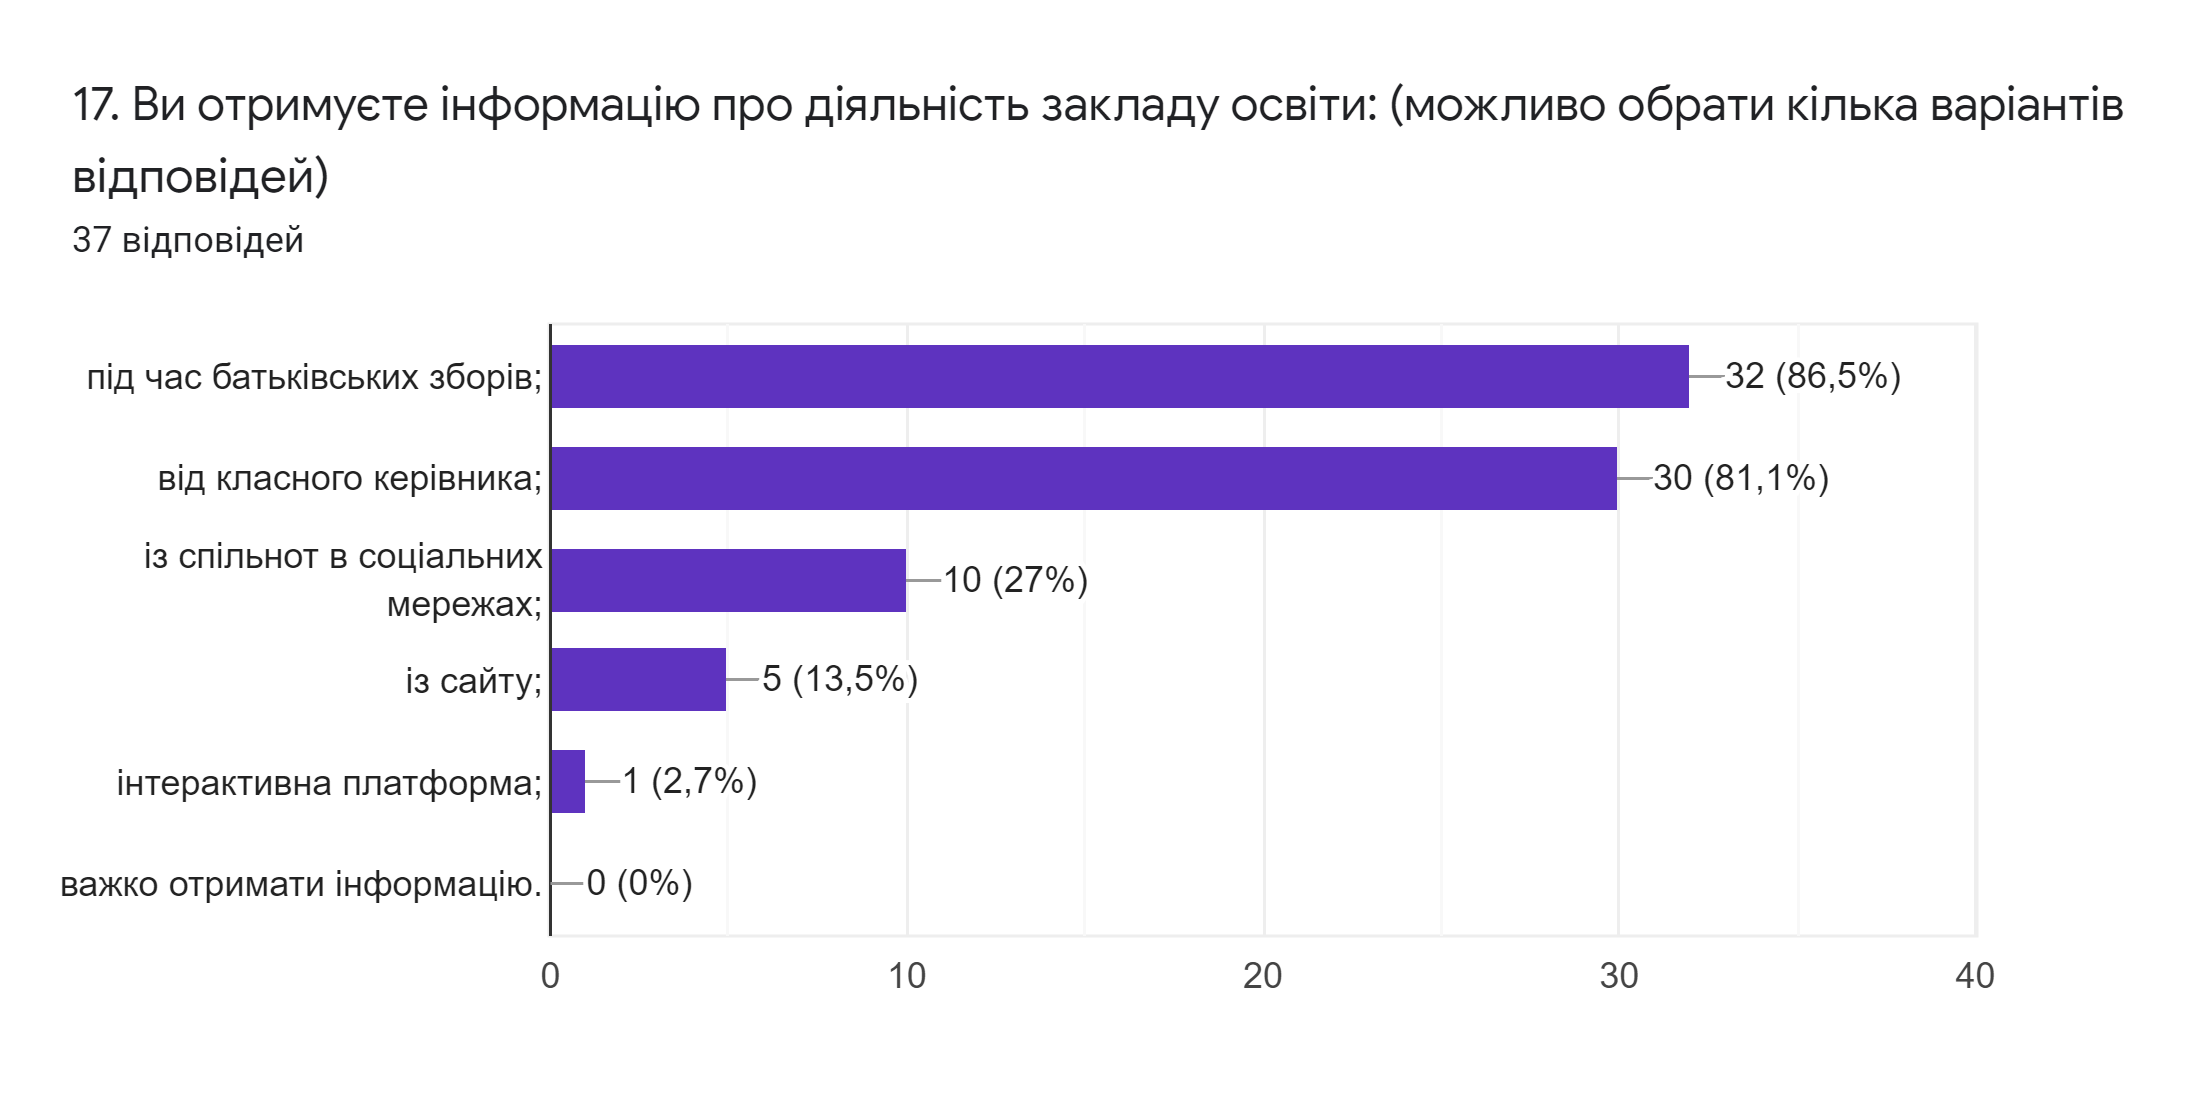 17. Ви отримуєте інформацію про діяльність закладу освіти: (можливо обрати кілька варіантів
відповідей)
37 відповідей
під час батьківських зборів;
32 (86,5%)
від класного керівника;
30 (81,1%)
із спільнот в соціальних
мережах;
10 (27%)
із сайту;
5 (13,5%)
інтерактивна платформа;
1 (2,7%)
важко отримати інформацію.
0 (0%)
0
10
20
30
40